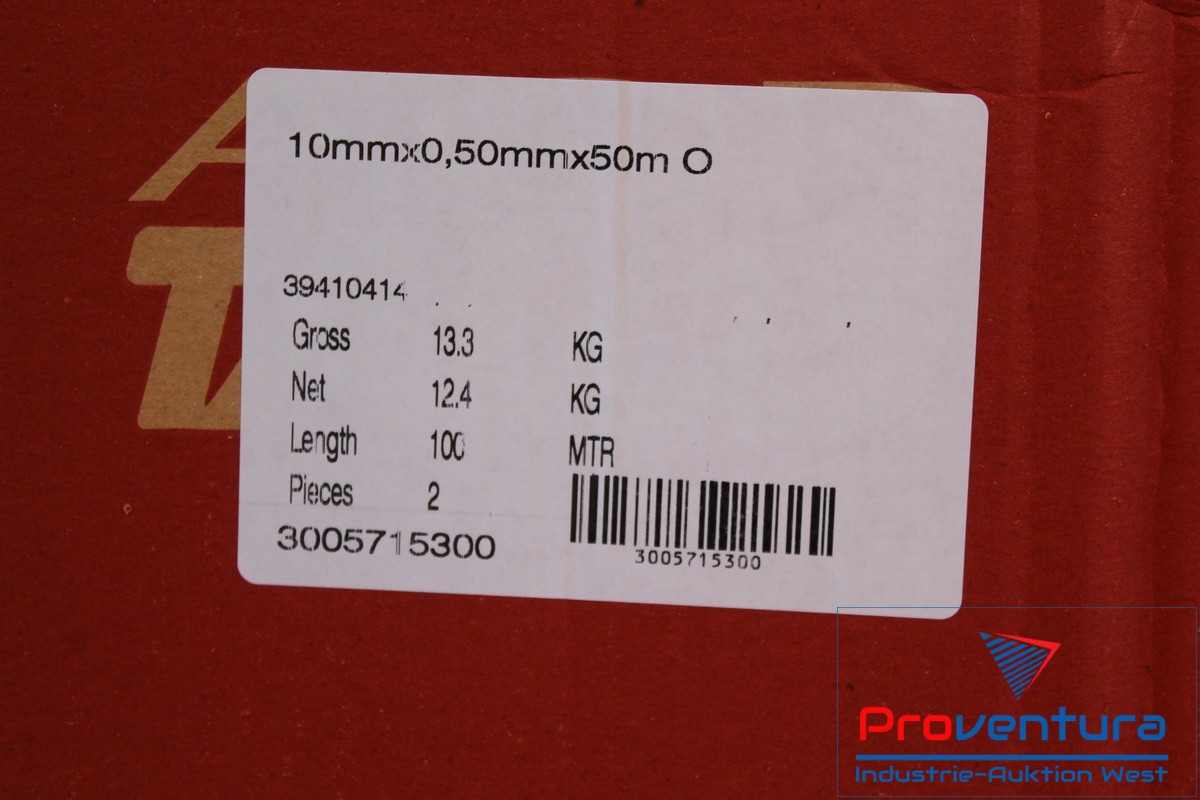 10mmx0,50mmx50m O
39410414
Gross 13.3 KG
Net 12.4 KG
Length 100 MTR
Pieces 2
3005715300
3005715300
Proventura
Industrie-Auktion West